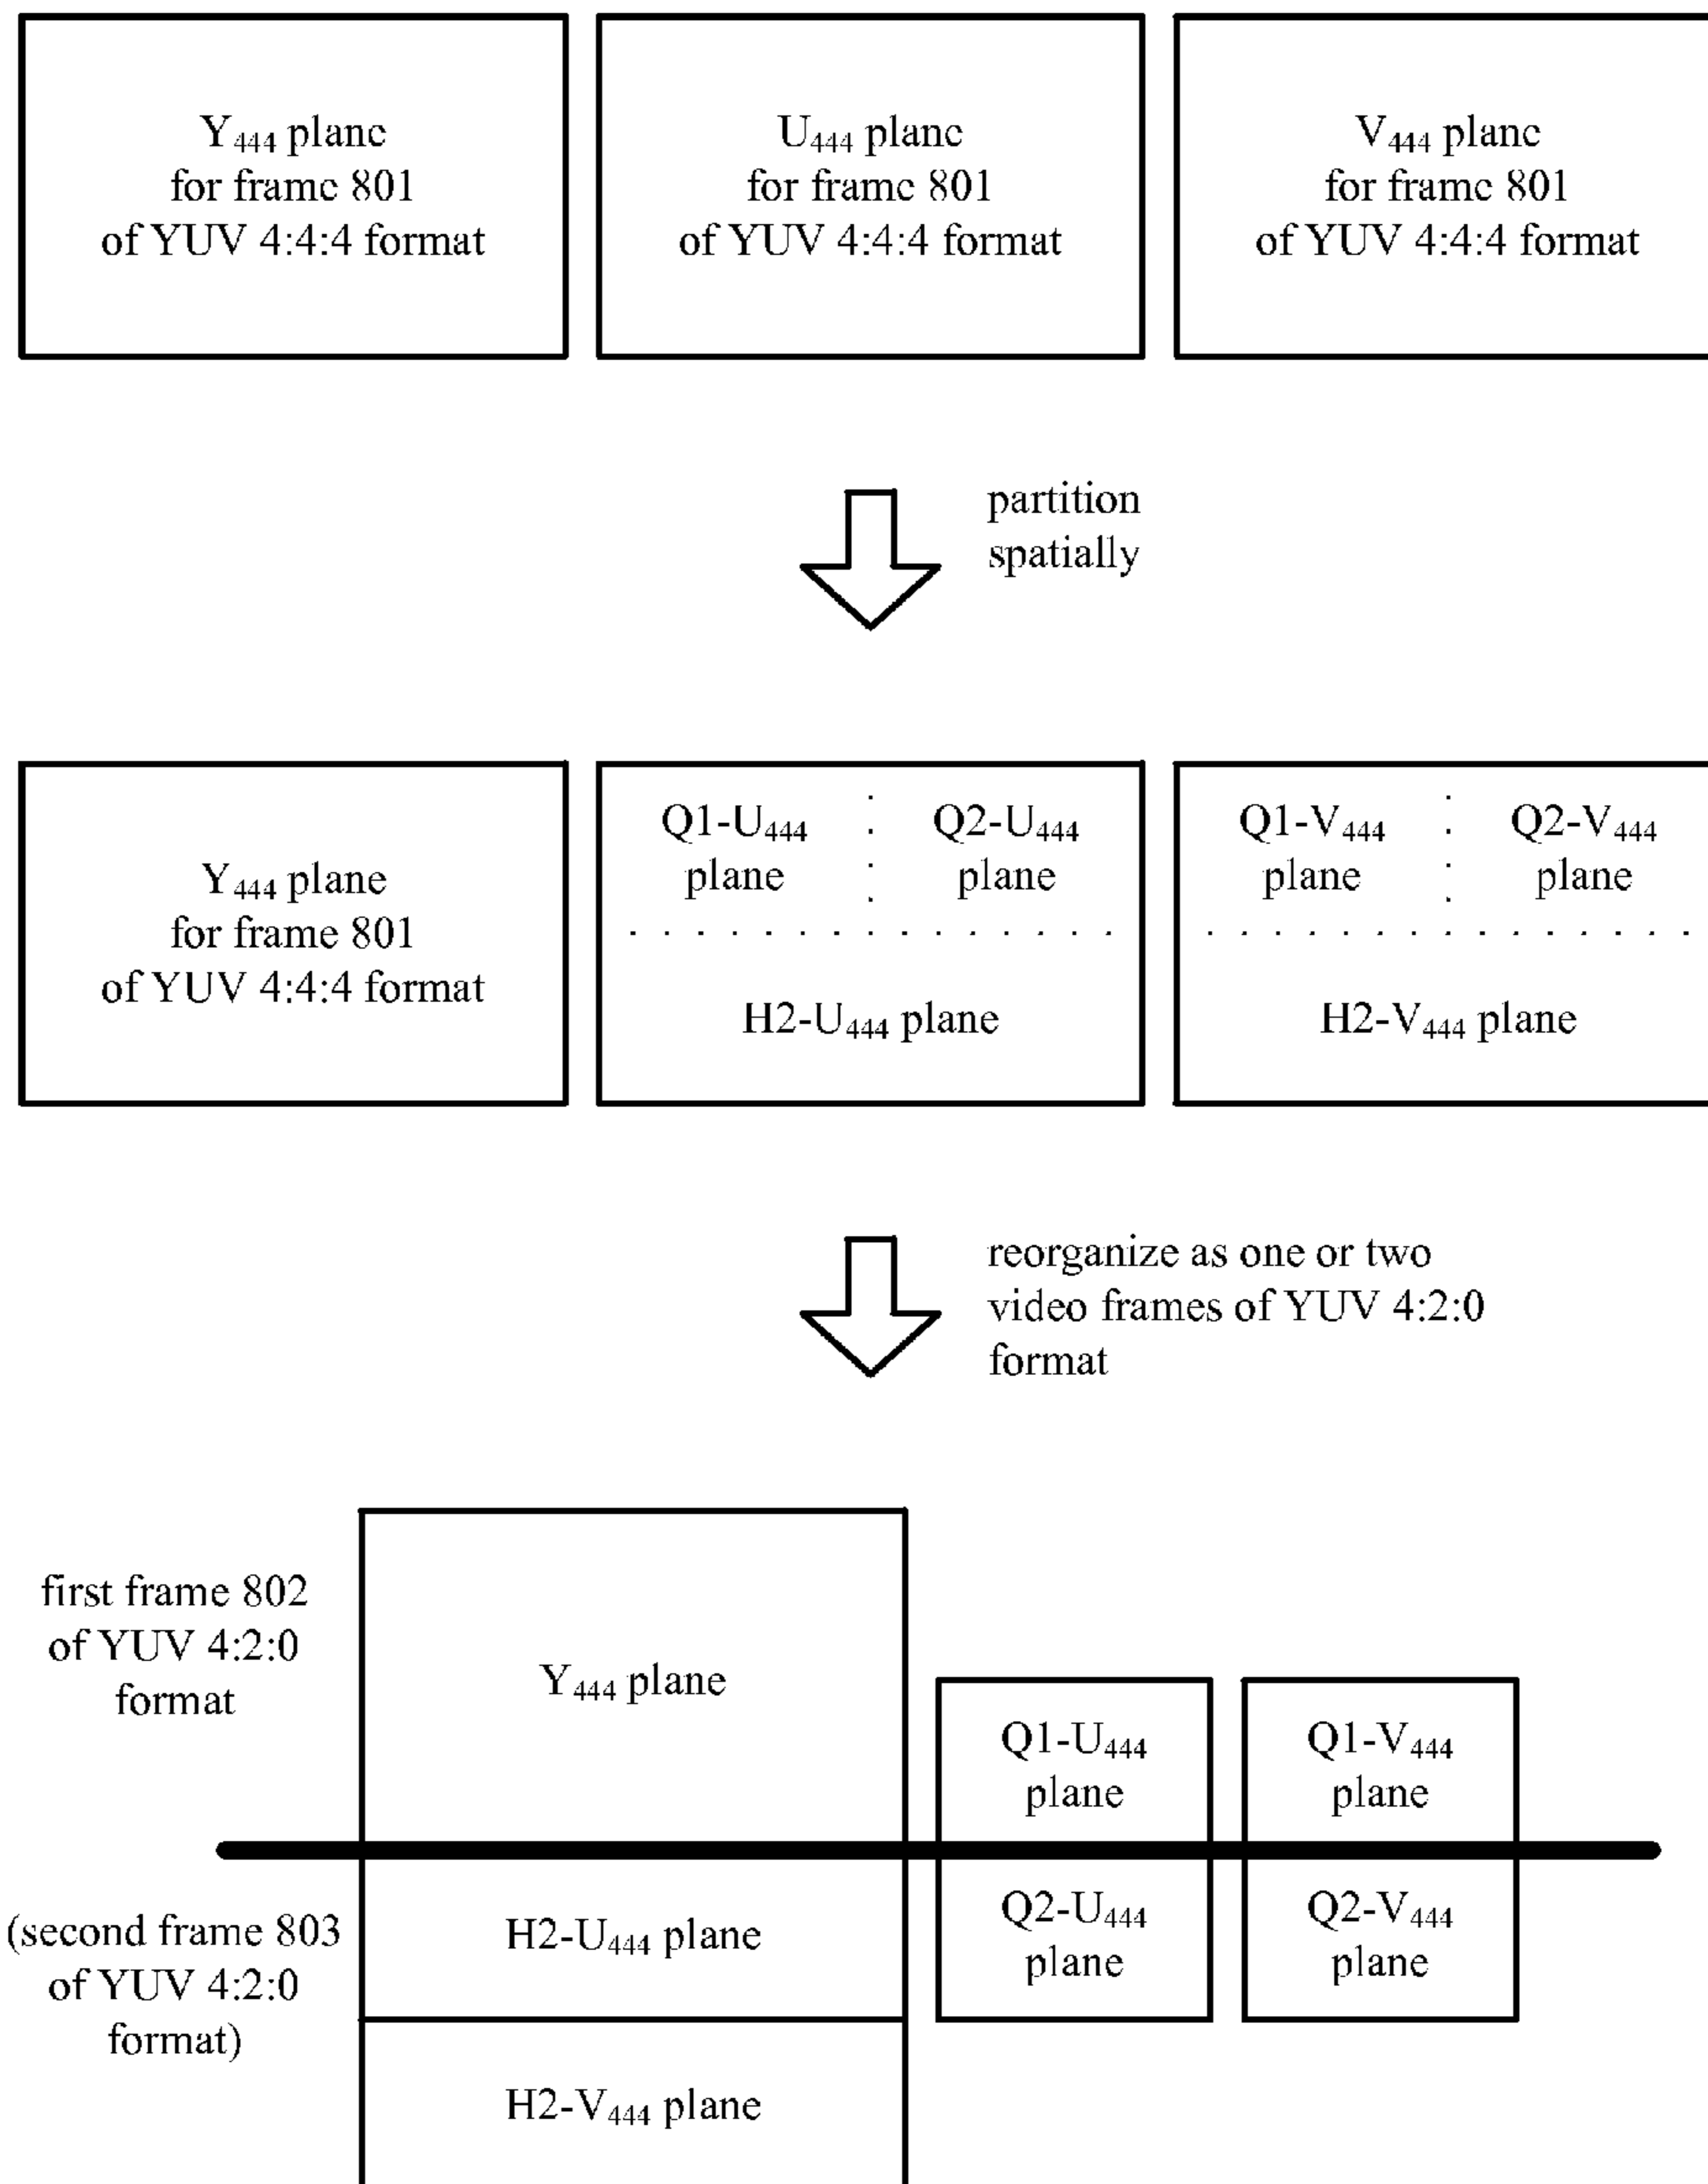 Y444 plane
for frame 801
of YUV 4:4:4 format
U444 plane
for frame 801
of YUV 4:4:4 format
V444 plane
for frame 801
of YUV 4:4:4 format
partition
spatially
Y444 plane
for frame 801
of YUV 4:4:4 format
Q1-U444
plane
Q2-U444
plane
H2-U444 plane
Q1-V444
plane
Q2-V444
plane
H2-V444 plane
reorganize as one or two
video frames of YUV 4:2:0
format
first frame 802
of YUV 4:2:0
format
Y444 plane
Q1-U444
plane
Q1-V444
plane
(second frame 803
of YUV 4:2:0
format)
H2-U444 plane
Q2-U444
plane
Q2-V444
plane
H2-V444 plane